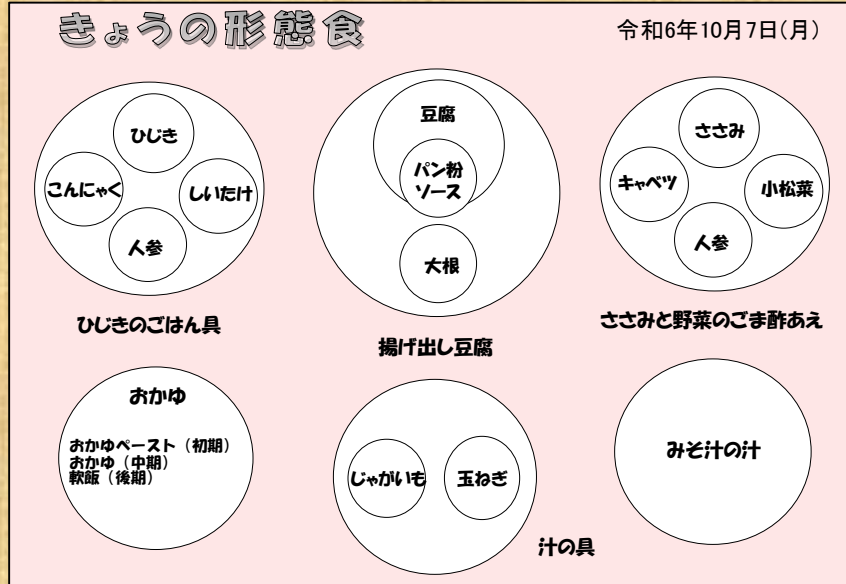 きょうの形態食
令和6年10月7日(月)
ひじき
こんにゃく
しいたけ
人参
ひじきのごはん具
豆腐
パン粉
ソース
大根
揚げ出し豆腐
ささみ
キャベツ
小松菜
人参
ささみと野菜のごま酢あえ
おかゆ
おかゆペースト（初期）
おかゆ（中期）
軟飯（後期）
じゃがいも
玉ねぎ
汁の具
みそ汁の汁